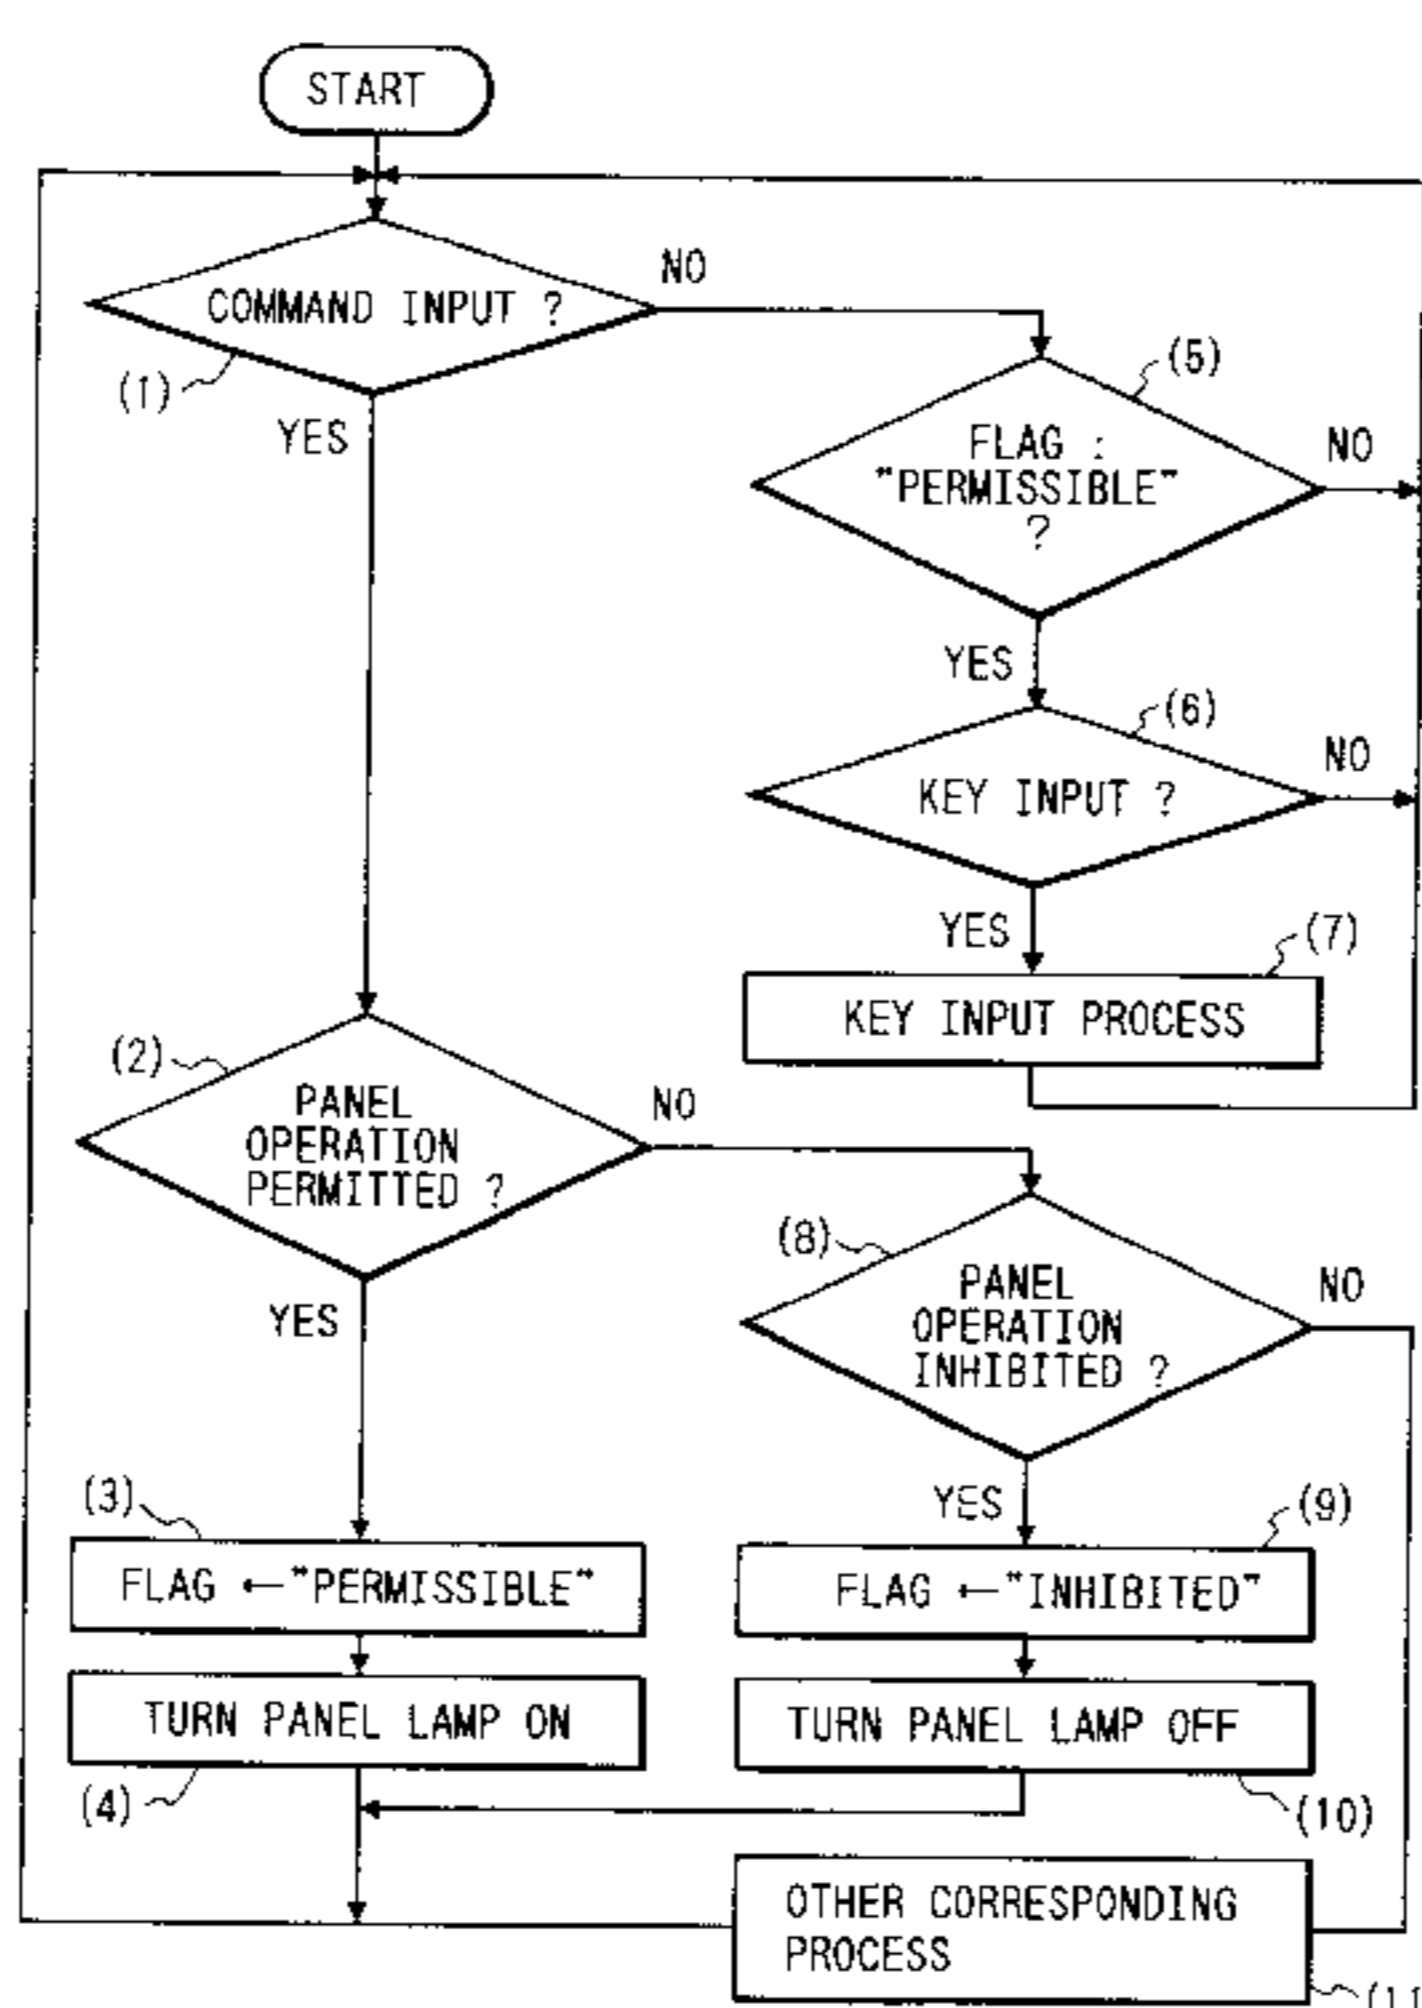 START
COMMAND INPUT ?
NO
(1)
YES
(5)
FLAG :
"PERMISSIBLE"
?
NO
YES
(6)
KEY INPUT ?
NO
YES
(7)
KEY INPUT PROCESS
(2)
PANEL
OPERATION
PERMITTED ?
NO
YES
(8)
PANEL
OPERATION
INHIBITED ?
NO
YES
(3)
FLAG ←"PERMISSIBLE"
(9)
FLAG ←"INHIBITED"
TURN PANEL LAMP ON
(4)
TURN PANEL LAMP OFF
(10)
OTHER CORRESPONDING
PROCESS